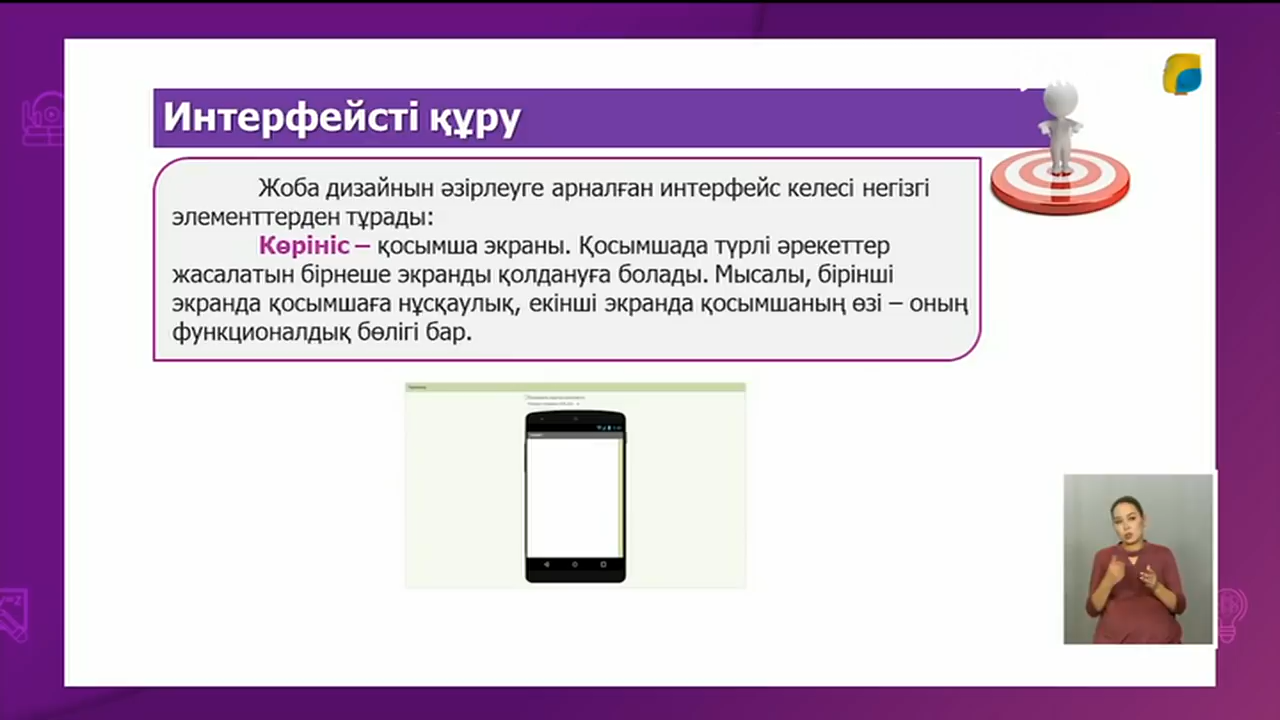 Интерфейсті құру
Жоба дизайнын әзірлеуге арналған интерфейс келесі негізгі
элементтерден тұрады:
Көрініс – қосымша экраны. Қосымшада түрлі әрекеттер
жасалатын бірнеше экранды қолдануға болады. Мысалы, бірінші
экранда қосымшаға нұсқаулық, екінші экранда қосымшаның өзі – оның
функционалдық бөлігі бар.